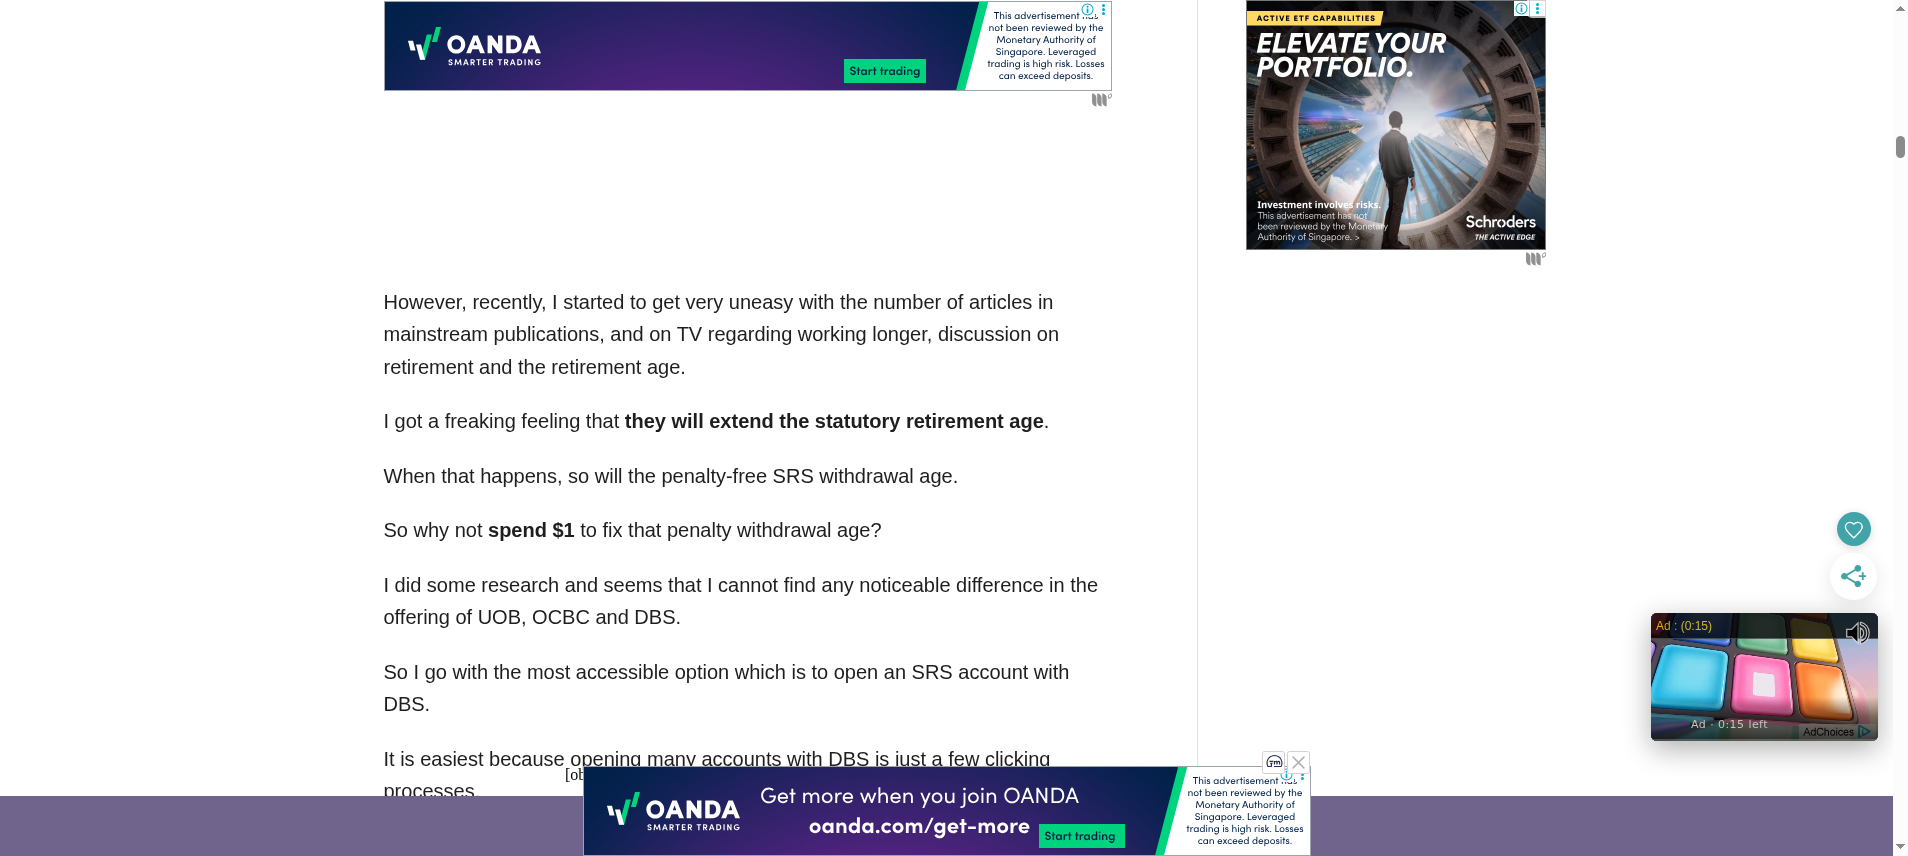 OANDA
SMARTER TRADING
Start trading
This advertisement has
not been reviewed by the
Monetary Authority of
Singapore. Leveraged
trading is high risk. Losses
can exceed deposits.
ACTIVE ETF CAPABILITIES
ELEVATE YOUR
PORTFOLIO.
Investment involves risks.
This advertisement has not
been reviewed by the Monetary
Authority of Singapore. >
Schroders
THE ACTIVE EDGE
However, recently, I started to get very uneasy with the number of articles in
mainstream publications, and on TV regarding working longer, discussion on
retirement and the retirement age.
I got a freaking feeling that they will extend the statutory retirement age.
When that happens, so will the penalty-free SRS withdrawal age.
So why not spend $1 to fix that penalty withdrawal age?
I did some research and seems that I cannot find any noticeable difference in the
offering of UOB, OCBC and DBS.
So I go with the most accessible option which is to open an SRS account with
DBS.
It is easiest because opening many accounts with DBS is just a few clicking
processes.
Ad : (0:15)
Ad - 0:15 left
AdChoices
[ob
OANDA
SMARTER TRADING
Get more when you join OANDA
oanda.com/get-more
Start trading
This advertisement has
not been reviewed by the
Monetary Authority of
Singapore. Leveraged
trading is high risk. Losses
can exceed deposits.